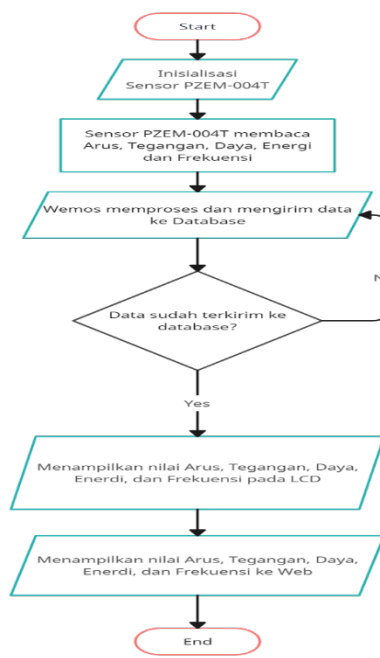 Start
Inisialisasi
Sensor PZEM-004T
Sensor PZEM-004T membaca
Arus, Tegangan, Daya, Energi
dan Frekuensi
Wemos memproses dan mengirim data
ke Database
Data sudah terkirim ke
database?
Yes
Menampilkan nilai Arus, Tegangan, Daya,
Enerdi, dan Frekuensi pada LCD
Menampilkan nilai Arus, Tegangan, Daya,
Enerdi, dan Frekuensi ke Web
End